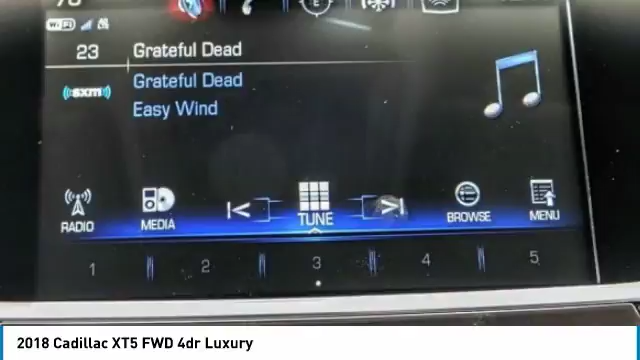 E
WiFi
23 Grateful Dead
((sxm)) Grateful Dead
Easy Wind
RADIO MEDIA TUNE BROWSE MENU
1 2 3 4 5
2018 Cadillac XT5 FWD 4dr Luxury